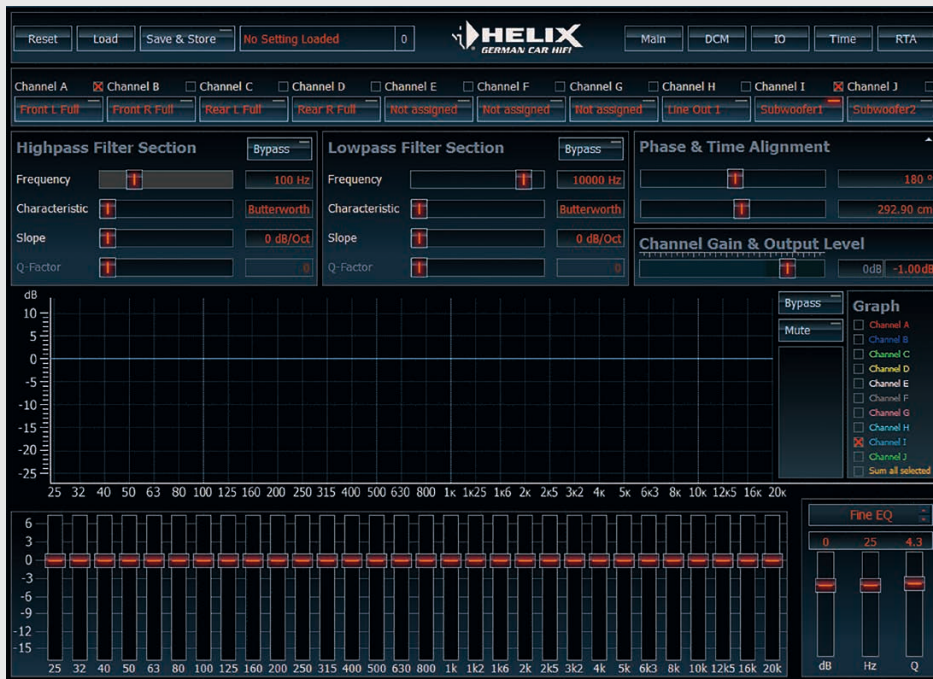 Reset Load Save & Store No Setting Loaded 0 HELIX Main DCM IO Time RTA
GERMAN CAR HIFI
Channel A Channel B Channel C Channel D Channel E Channel F Channel G Channel H Channel I Channel J
Front L Full Front R Full Rear L Full Rear R Full Not assigned Not assigned Not assigned Line Out 1 Subwoofer1 Subwoofer2
Highpass Filter Section Bypass
Frequency 100 Hz
Characteristic Butterworth
Slope 0 dB/Oct
Q-Factor 0
Lowpass Filter Section Bypass
Frequency 10000 Hz
Characteristic Butterworth
Slope 0 dB/Oct
Q-Factor 0
Phase & Time Alignment
180 º
292.90 cm
Channel Gain & Output Level
0dB -1.00dB
dB
10
5
0
-5
-10
-15
-20
-25
25 32 40 50 63 80 100 125 160 200 250 315 400 500 630 800 1K 1K25 1K6 2K 2K5 3K2 4K 5K 6K3 8K 10K 12K5 16K 20K
Bypass
Mute
Graph
Channel A
Channel B
Channel C
Channel D
Channel E
Channel F
Channel G
Channel H
Channel I
Channel J
Sum all selected
6
3
0
-3
-6
-9
-12
-15
25 32 40 50 63 80 100 125 160 200 250 315 400 500 630 800 1k 1k2 1k6 2k 2k5 3k2 4k 5k 6k3 8k 10k 12k5 16k 20k
Fine EQ
0 25 4.3
dB Hz Q